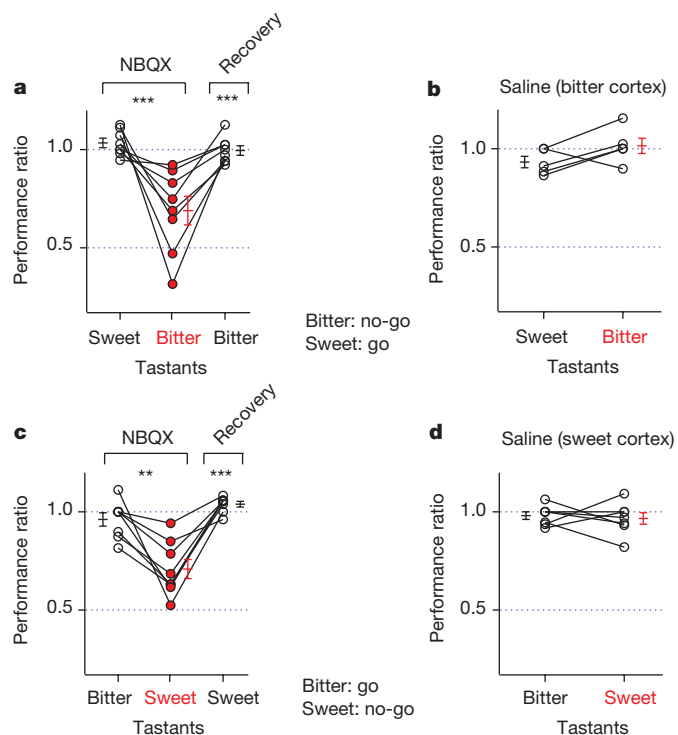 a
NBQX
Recovery
***
***
Performance ratio
1.0
0.5
Sweet
Bitter
Bitter
Tastants
b
Saline (bitter cortex)
Performance ratio
1.0
0.5
Sweet
Bitter
Tastants
Bitter: no-go
Sweet: go
c
NBQX
Recovery
**
***
Performance ratio
1.0
0.5
Bitter
Sweet
Sweet
Tastants
d
Saline (sweet cortex)
Performance ratio
1.0
0.5
Bitter
Sweet
Tastants
Bitter: go
Sweet: no-go